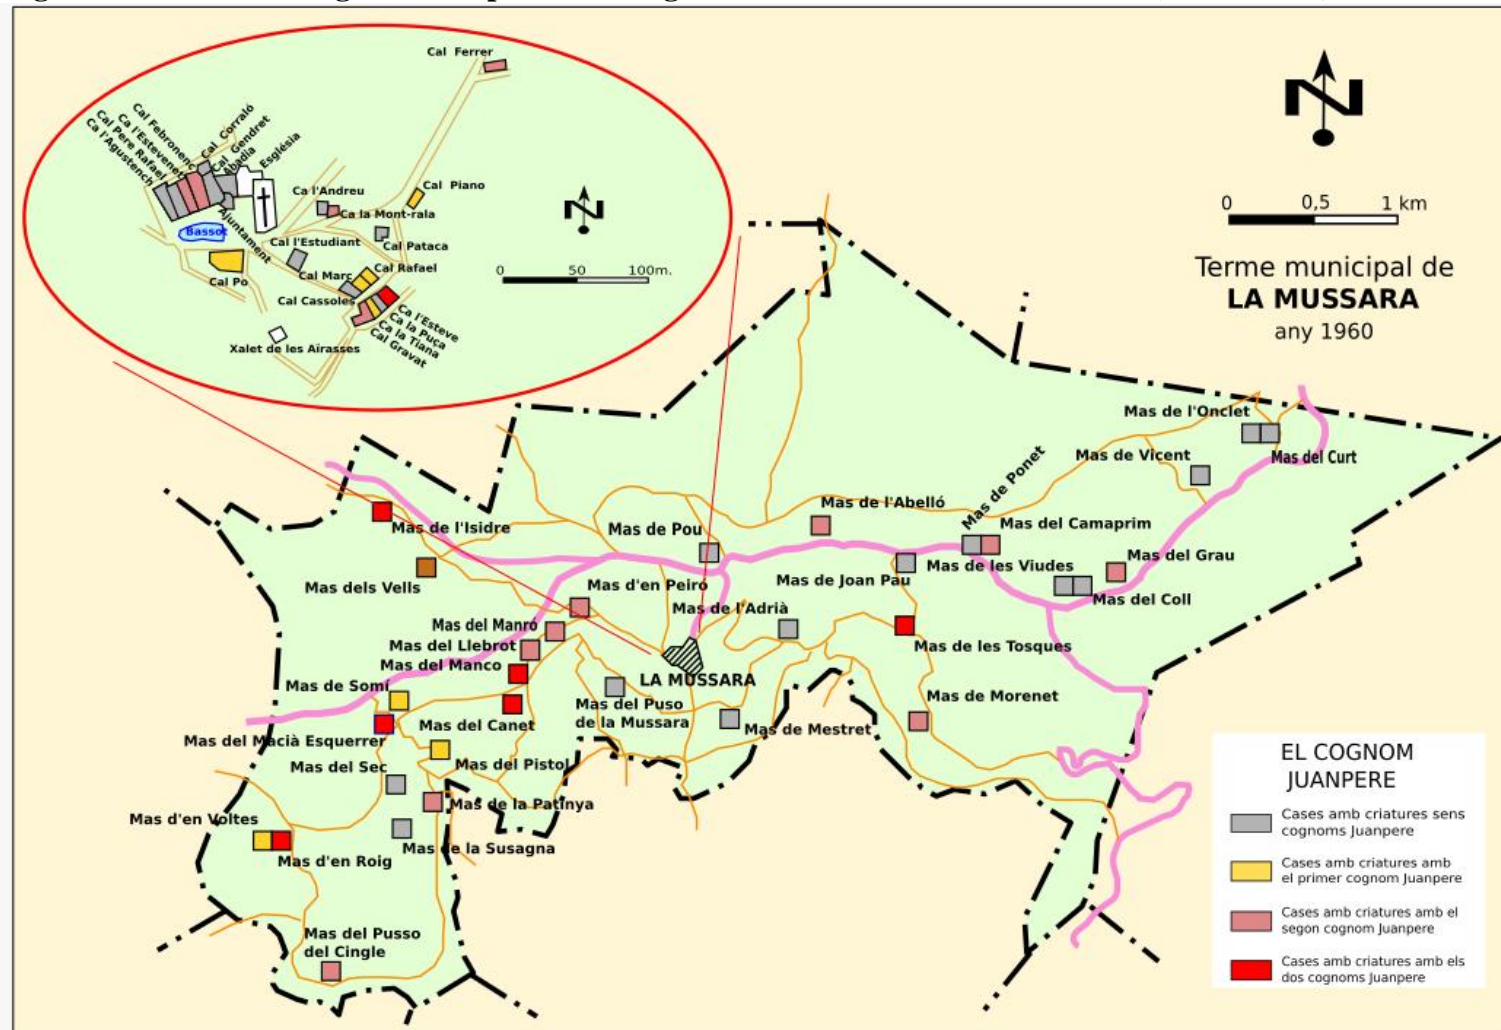 Cal Ferrer
Cal Corraló
Cal Gendret
Abadia
Església
Cal Febronenc
Ca l'Estevenet
Cal Pere Rafael
Ca l'Agustench
Ajuntament
Bassot
Cal Po
Ca l'Andreu
Ca la Mont-rala
Cal Piano
Cal Pataca
Cal l'Estudiant
Cal Marc
Cal Rafael
Cal Cassoles
Ca l'Esteve
Ca la Puça
Ca la Tiana
Cal Gravat
Xalet de les Aïrasses
0 50 100m.
0 0,5 1 km
Terme municipal de
LA MUSSARA
any 1960
Mas de l'Onclet
Mas del Curt
Mas de Vicent
Mas de Ponet
Mas de l'Abelló
Mas del Camaprim
Mas de l'Isidre
Mas de Pou
Mas del Grau
Mas de les Viudes
Mas de Joan Pau
Mas dels Vells
Mas d'en Peiró
Mas del Coll
Mas de l'Adrià
Mas del Manró
Mas del Llebrot
Mas de les Tosques
Mas del Manco
LA MUSSARA
Mas de Somí
Mas de Morenet
Mas del Puso
de la Mussara
Mas del Canet
Mas de Mestret
Mas del Macià Esquerrer
Mas del Pistol
Mas del Sec
Mas de la Patinya
Mas d'en Voltes
Mas de la Susagna
Mas d'en Roig
Mas del Pusso
del Cingle
EL COGNOM
JUANPERE
Cases amb criatures sens
cognoms Juanpere
Cases amb criatures amb
el primer cognom Juanpere
Cases amb criatures amb el
segon cognom Juanpere
Cases amb criatures amb els
dos cognoms Juanpere